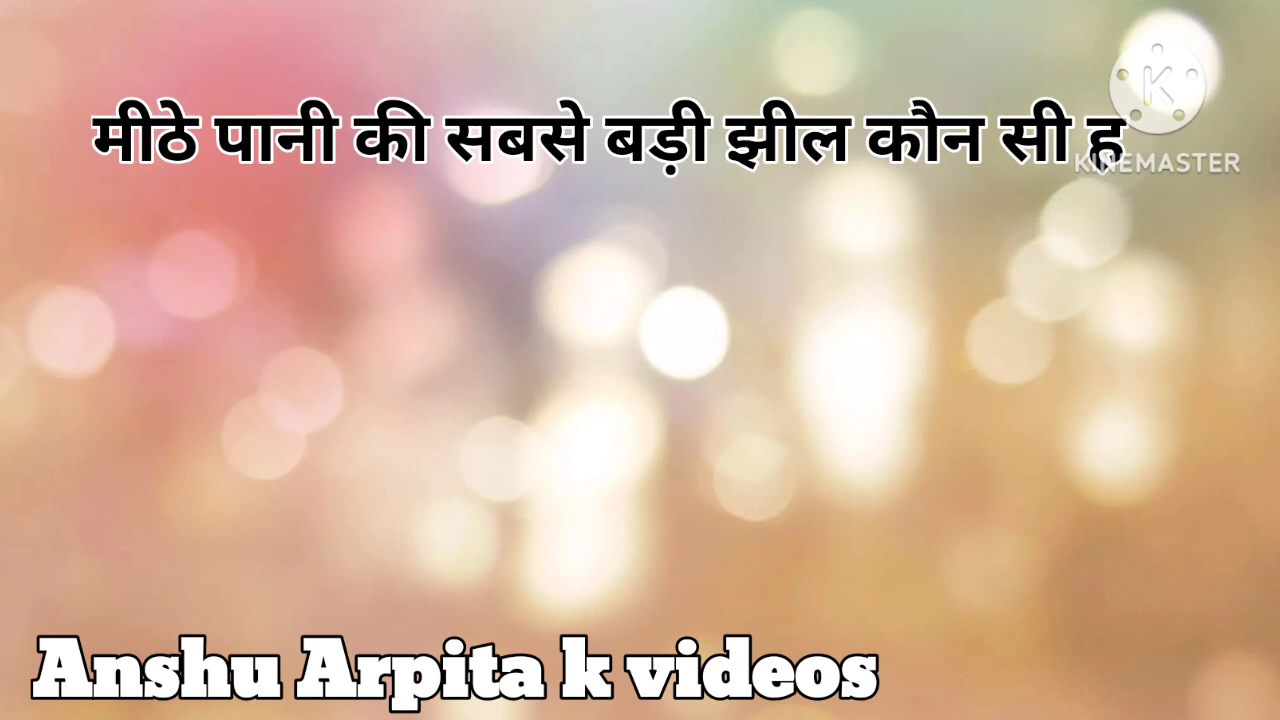 मीठे पानी की सबसे बड़ी झील कौन सी ह
KINEMASTER
Anshu Arpita k videos